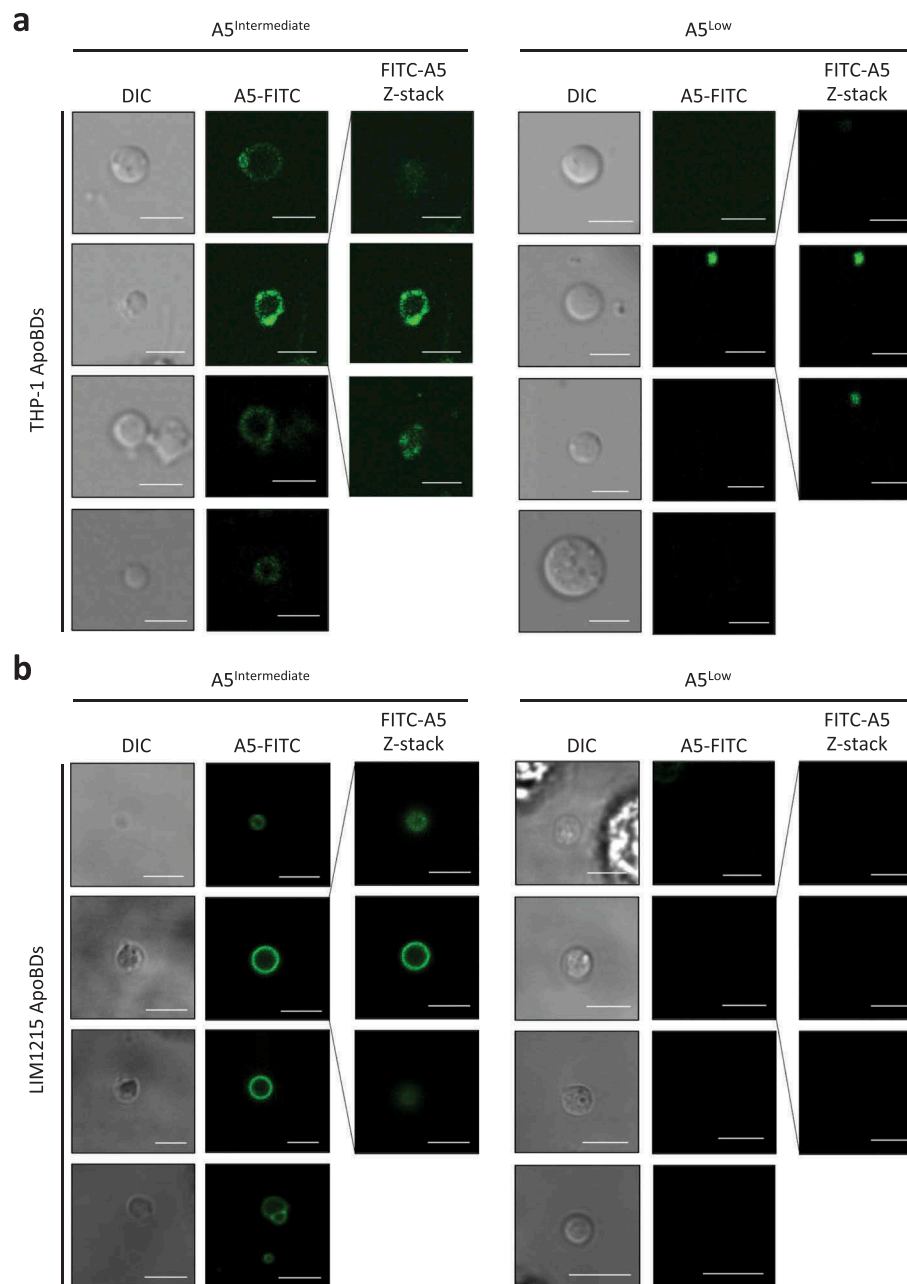 a
A5Intermediate
A5Low
DIC
A5-FITC
FITC-A5
Z-stack
DIC
A5-FITC
FITC-A5
Z-stack
THP-1 ApoBDs
b
A5Intermediate
A5Low
DIC
A5-FITC
FITC-A5
Z-stack
DIC
A5-FITC
FITC-A5
Z-stack
LIM1215 ApoBDs